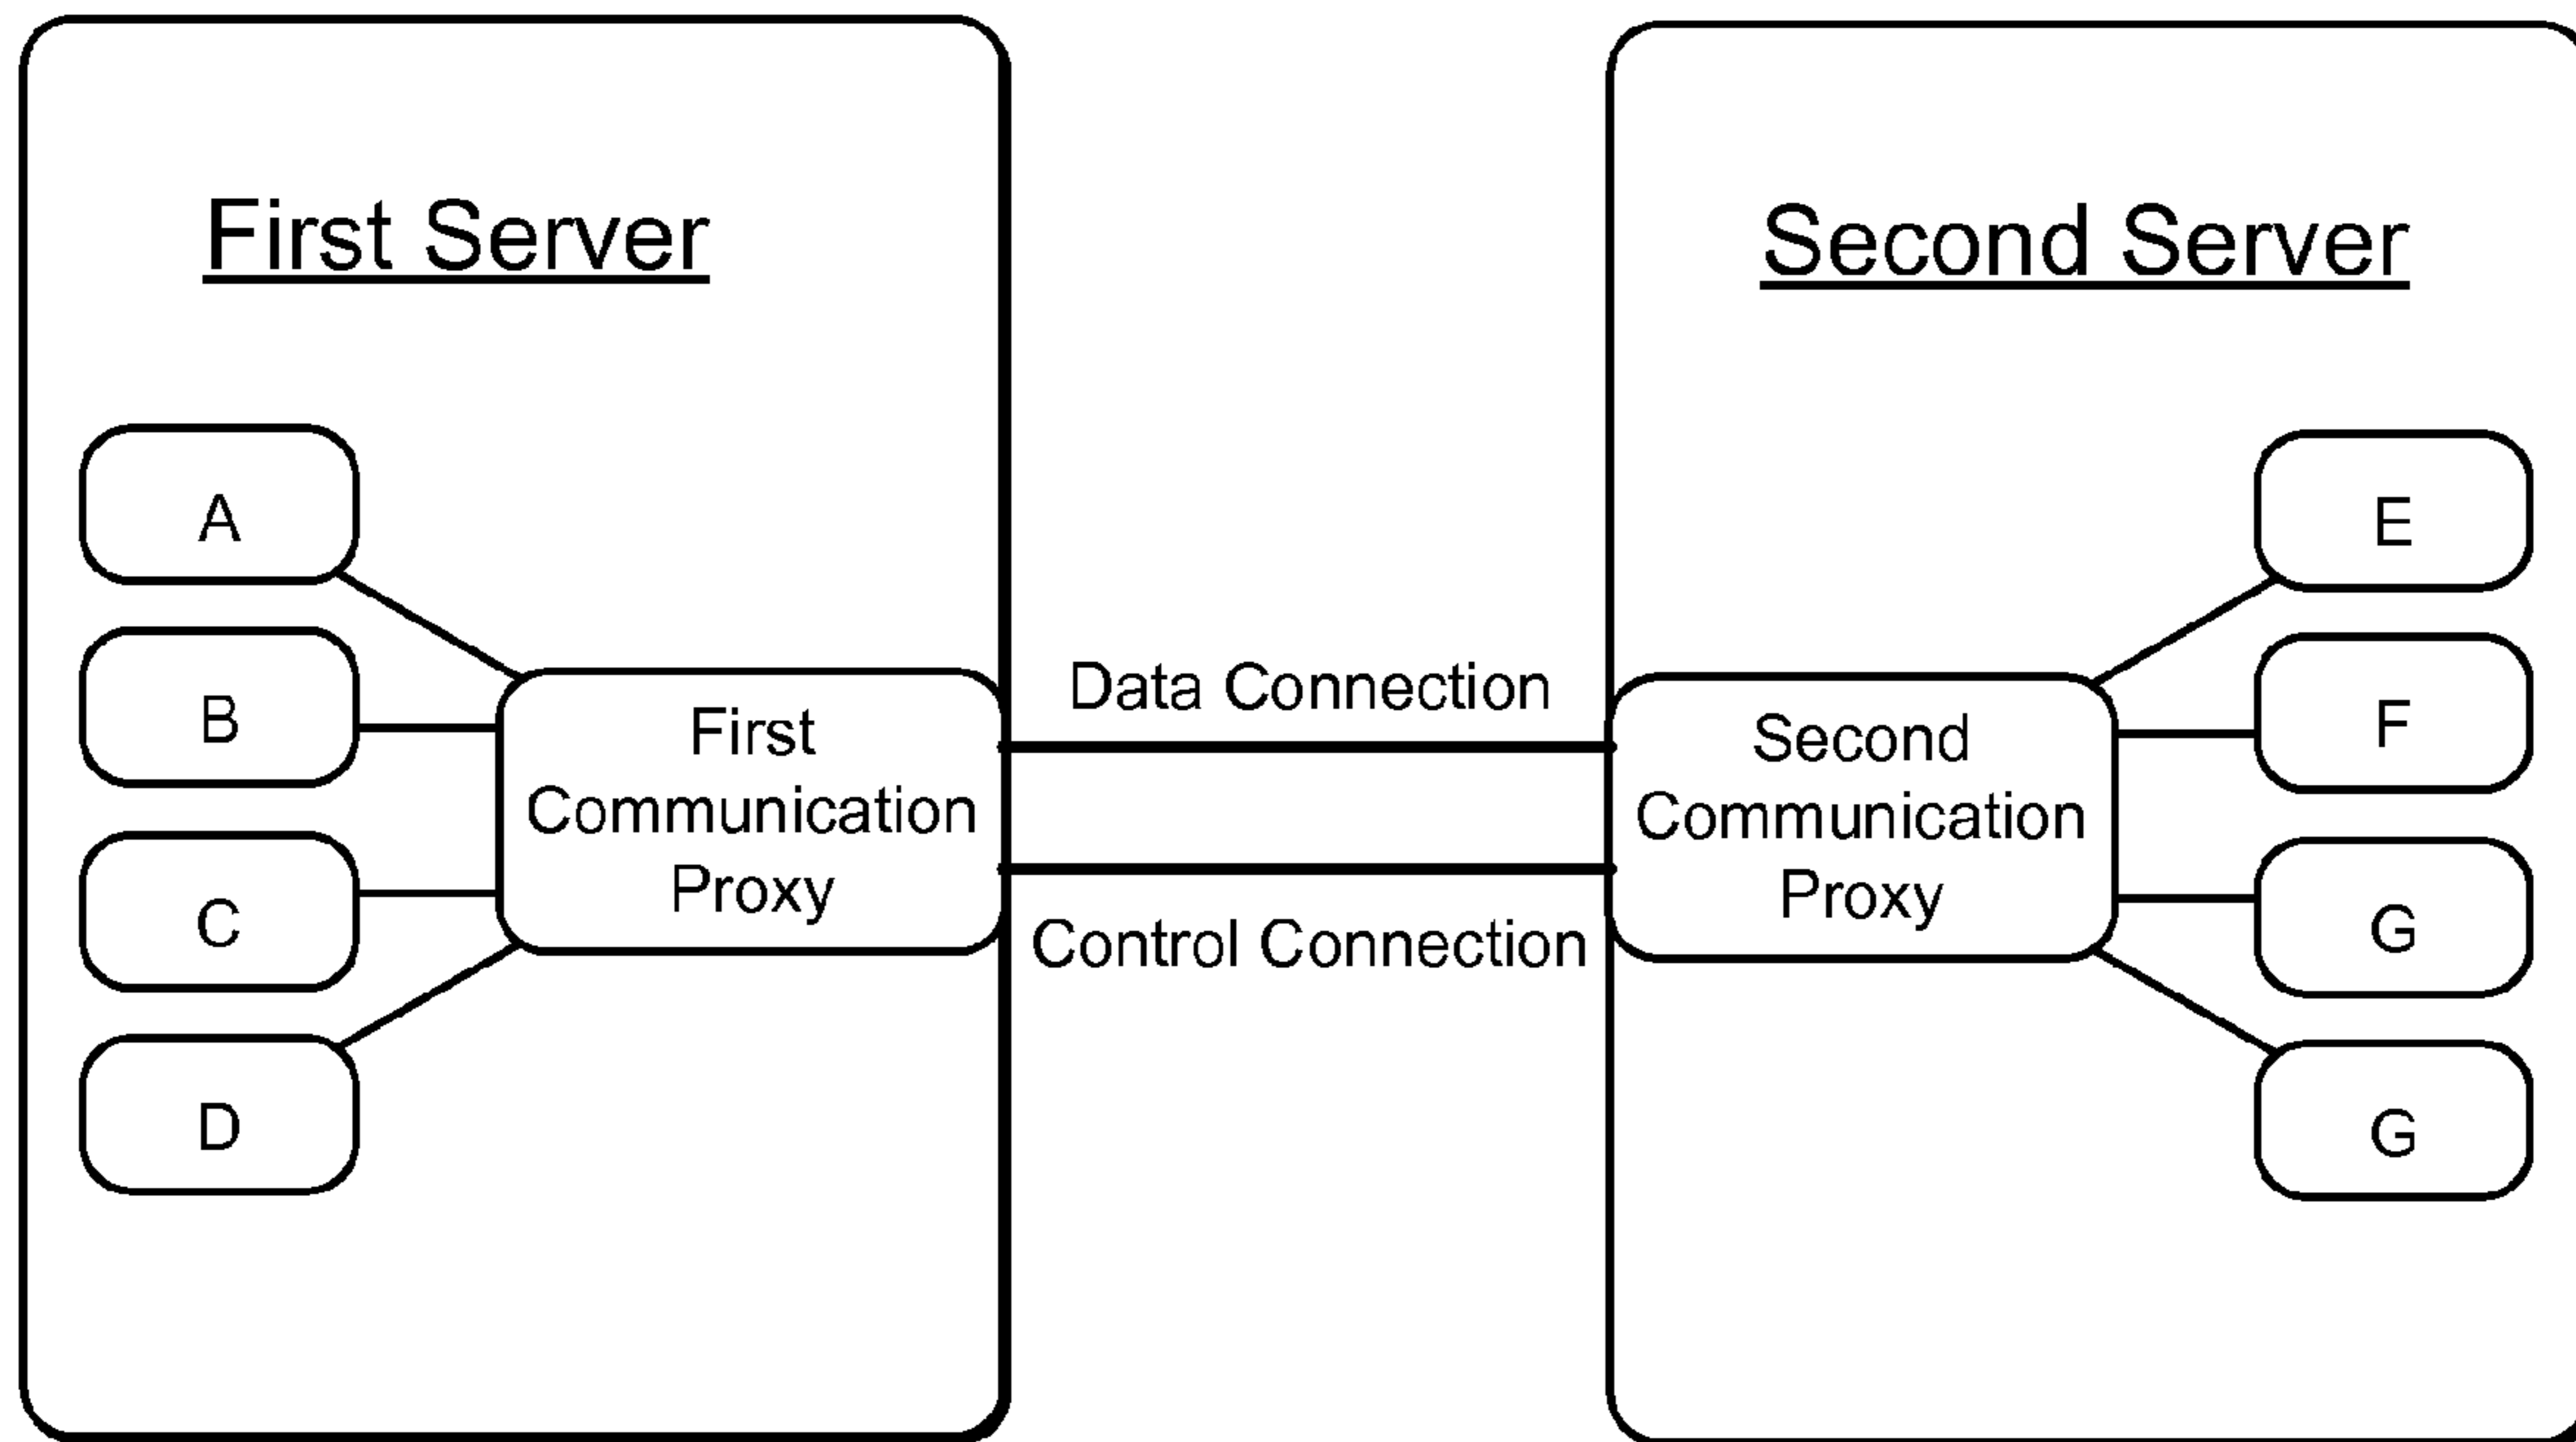 First Server
A
B
C
D
First
Communication
Proxy
Data Connection
Control Connection
Second Server
Second
Communication
Proxy
E
F
G
G